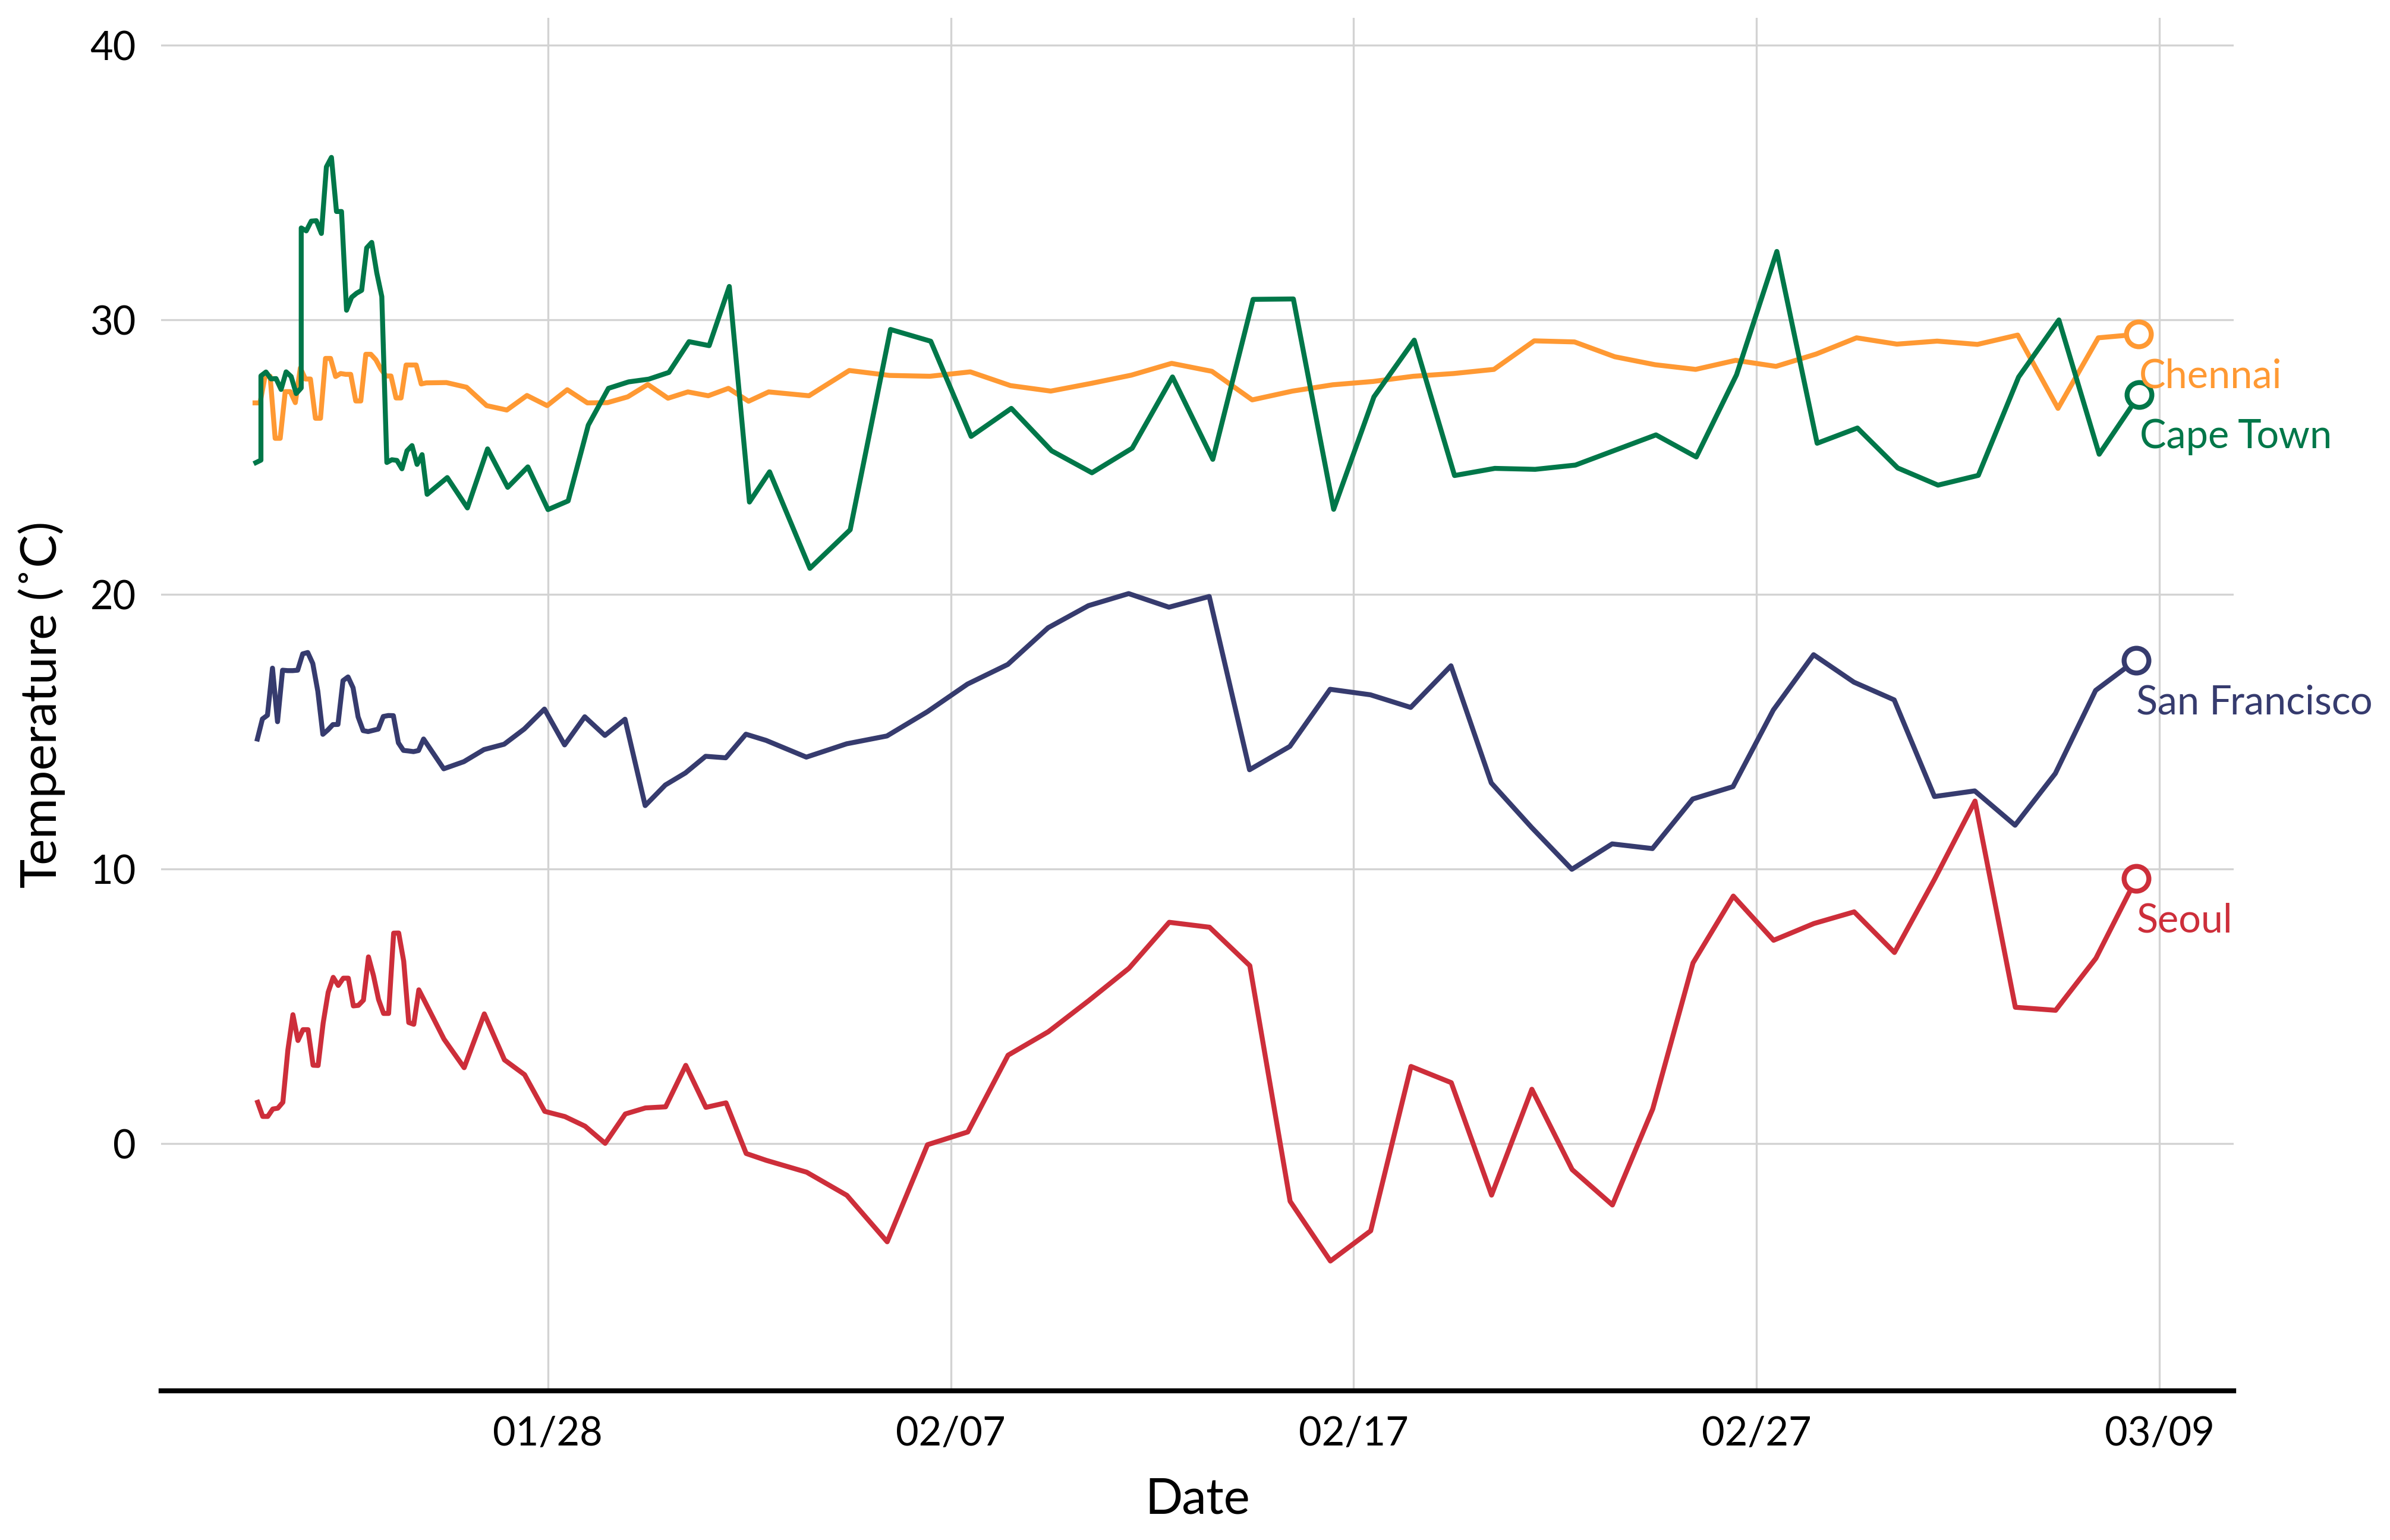 40
30
20
10
0
Temperature (°C)
Chennai
Cape Town
San Francisco
Seoul
01/28
02/07
02/17
02/27
03/09
Date